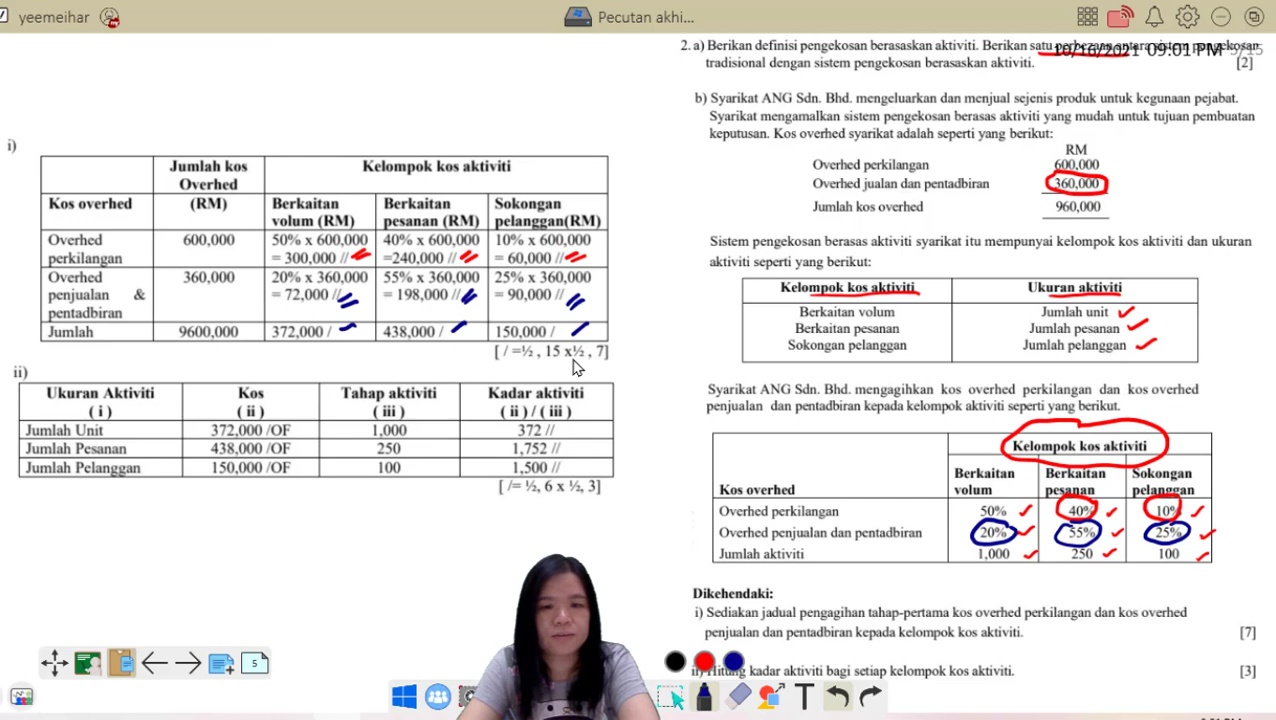 yeemeihar
Pecutan akhi...
10/10/2021 09:01 PM 5/15
i)
Jumlah kos Overhed (RM)
Kelompok kos aktiviti
Kos overhed
Berkaitan volum (RM)
Berkaitan pesanan (RM)
Sokongan pelanggan(RM)
Overhed perkilangan
600,000
50% x 600,000 = 300,000 //
40% x 600,000 =240,000 //
10% x 600,000 = 60,000 //
Overhed penjualan & pentadbiran
360,000
20% x 360,000 = 72,000 //
55% x 360,000 = 198,000 //
25% x 360,000 = 90,000 //
Jumlah 9600,000 372,000 / 438,000 / 150,000 /
[ / =½ , 15 x½ , 7]
ii)
Ukuran Aktiviti ( i )
Kos ( ii )
Tahap aktiviti ( iii )
Kadar aktiviti ( ii ) / ( iii )
Jumlah Unit 372,000 /OF 1,000 372 //
Jumlah Pesanan 438,000 /OF 250 1,752 //
Jumlah Pelanggan 150,000 /OF 100 1,500 //
[ /= ½, 6 x ½, 3]
2. a) Berikan definisi pengekosan berasaskan aktiviti. Berikan satu perbezaan antara sistem pengekosan
tradisional dengan sistem pengekosan berasaskan aktiviti. [2]
b) Syarikat ANG Sdn. Bhd. mengeluarkan dan menjual sejenis produk untuk kegunaan pejabat.
Syarikat mengamalkan sistem pengekosan berasas aktiviti yang mudah untuk tujuan pembuatan
keputusan. Kos overhed syarikat adalah seperti yang berikut:
RM
Overhed perkilangan 600,000
Overhed jualan dan pentadbiran 360,000
Jumlah kos overhed 960,000
Sistem pengekosan berasas aktiviti syarikat itu mempunyai kelompok kos aktiviti dan ukuran
aktiviti seperti yang berikut:
Kelompok kos aktiviti Ukuran aktiviti
Berkaitan volum Jumlah unit
Berkaitan pesanan Jumlah pesanan
Sokongan pelanggan Jumlah pelanggan
Syarikat ANG Sdn. Bhd. mengagihkan kos overhed perkilangan dan kos overhed
penjualan dan pentadbiran kepada kelompok aktiviti seperti yang berikut.
Kelompok kos aktiviti
Kos overhed
Berkaitan volum
Berkaitan pesanan
Sokongan pelanggan
Overhed perkilangan 50% 40% 10%
Overhed penjualan dan pentadbiran 20% 55% 25%
Jumlah aktiviti 1,000 250 100
Dikehendaki:
i) Sediakan jadual pengagihan tahap-pertama kos overhed perkilangan dan kos overhed
penjualan dan pentadbiran kepada kelompok kos aktiviti. [7]
ii) Hitung kadar aktiviti bagi setiap kelompok kos aktiviti. [3]
5
T